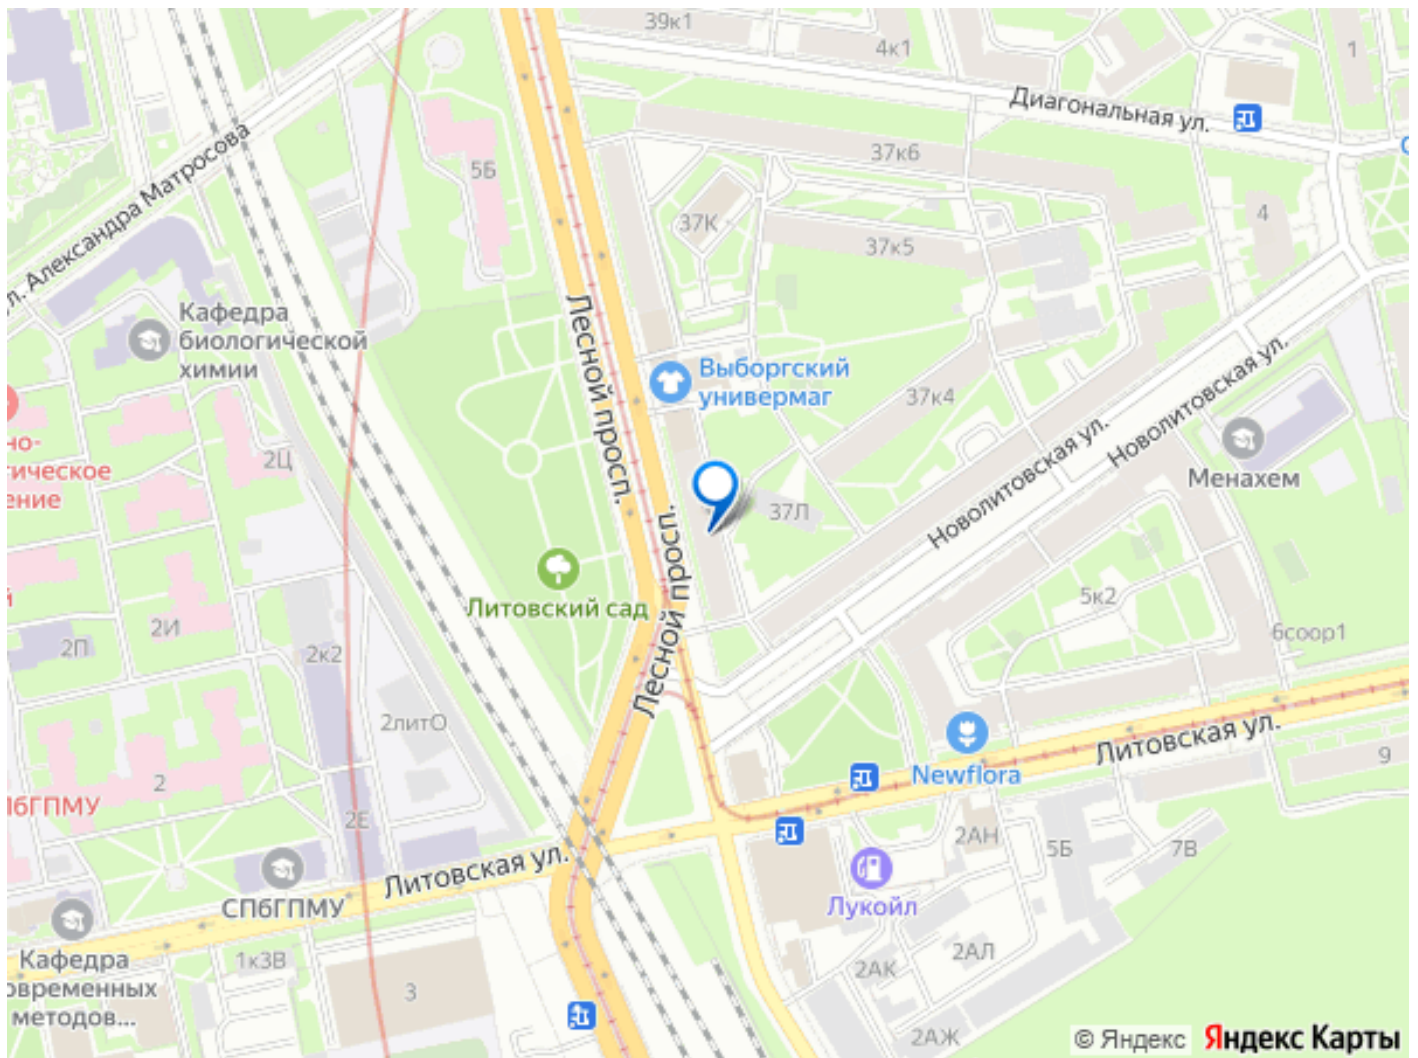 39к1
4к1
1
Диагональная ул.
37к6
5Б
ул. Александра Матросова
37К
37к5
4
Лесной просп.
Кафедра
биологической
химии
Выборгский
универмаг
37к4
Новолитовская ул.
Новолитовская ул.
2Ц
Менахем
37Л
Лесной просп.
Литовский сад
5к2
6соор1
2И
2П
2к2
2литО
Литовская ул.
Newflora
9
2
2Е
2АН
5Б
7В
Литовская ул.
СПбГПМУ
Лукойл
1к3В
Кафедра
методов...
3
2АК
2АЛ
2АЖ
© Яндекс Яндекс Карты